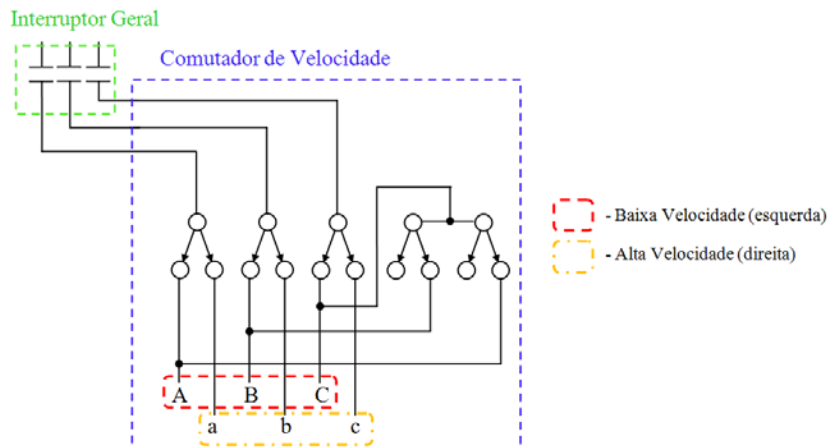 Interruptor Geral
Comutador de Velocidade
- Baixa Velocidade (esquerda)
- Alta Velocidade (direita)
A B C
a b c